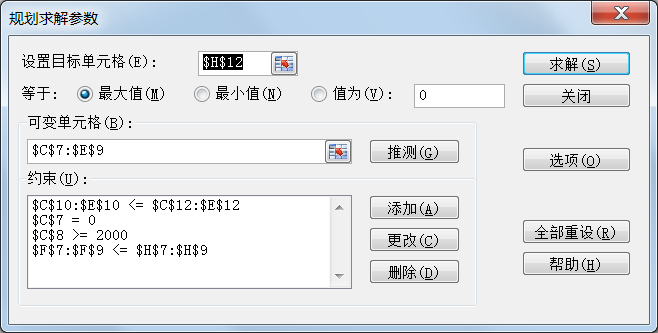 规划求解参数
设置目标单元格(E): $H$12 求解(S)
等于: 最大值(M) 最小值(N) 值为(V): 0 关闭
可变单元格(B):
$C$7:$E$9 推测(G) 选项(O)
约束(U):
$C$10:$E$10 <= $C$12:$E$12 添加(A)
$C$7 = 0
$C$8 >= 2000 更改(C) 全部重设(R)
$F$7:$F$9 <= $H$7:$H$9
删除(D) 帮助(H)